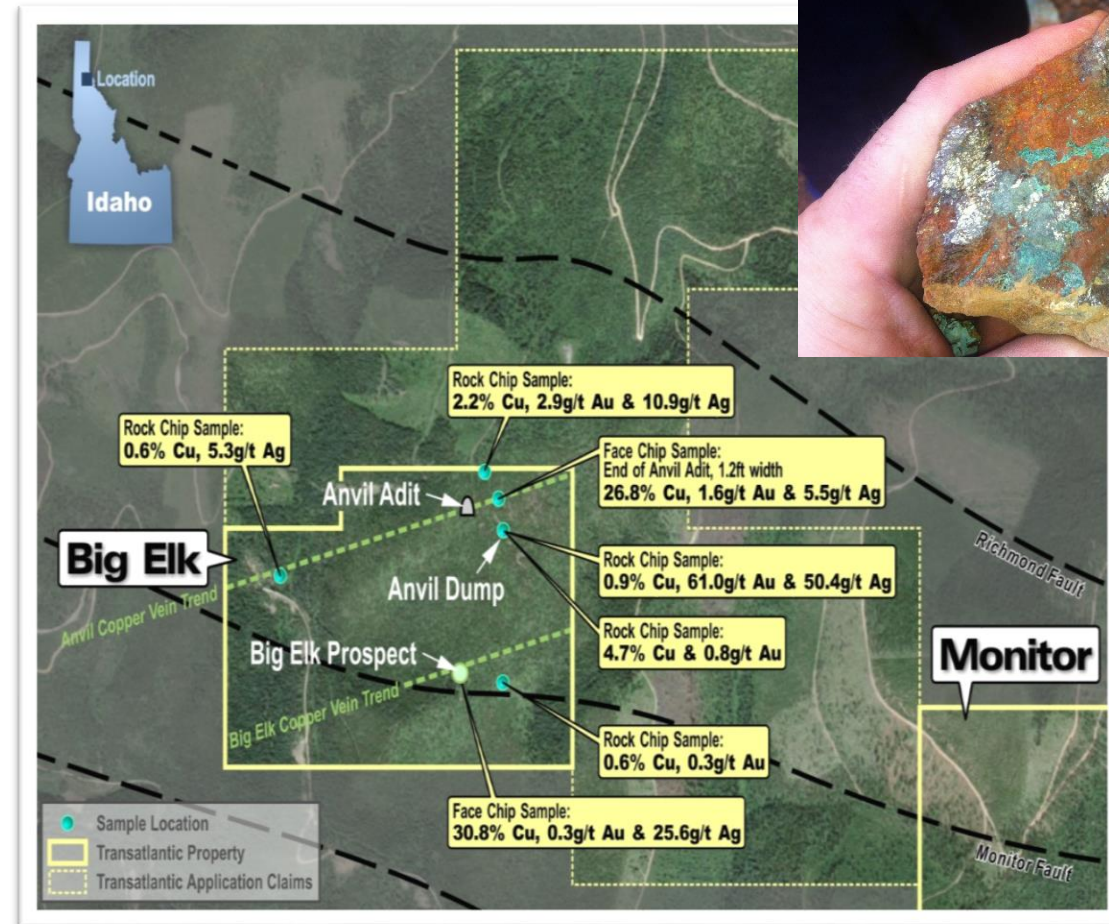 Location
Idaho
Rock Chip Sample:
2.2% Cu, 2.9g/t Au & 10.9g/t Ag
Rock Chip Sample:
0.6% Cu, 5.3g/t Ag
Face Chip Sample:
End of Anvil Adit, 1.2ft width
26.8% Cu, 1.6g/t Au & 5.5g/t Ag
Anvil Adit
Big Elk
Anvil Dump
Rock Chip Sample:
0.9% Cu, 61.0g/t Au & 50.4g/t Ag
Richmond Fault
Anvil Copper Vein Trend
Rock Chip Sample:
4.7% Cu & 0.8g/t Au
Big Elk Prospect
Monitor
Big Elk Copper Vein Trend
Rock Chip Sample:
0.6% Cu, 0.3g/t Au
Face Chip Sample:
30.8% Cu, 0.3g/t Au & 25.6g/t Ag
Monitor Fault
Sample Location
Transatlantic Property
Transatlantic Application Claims